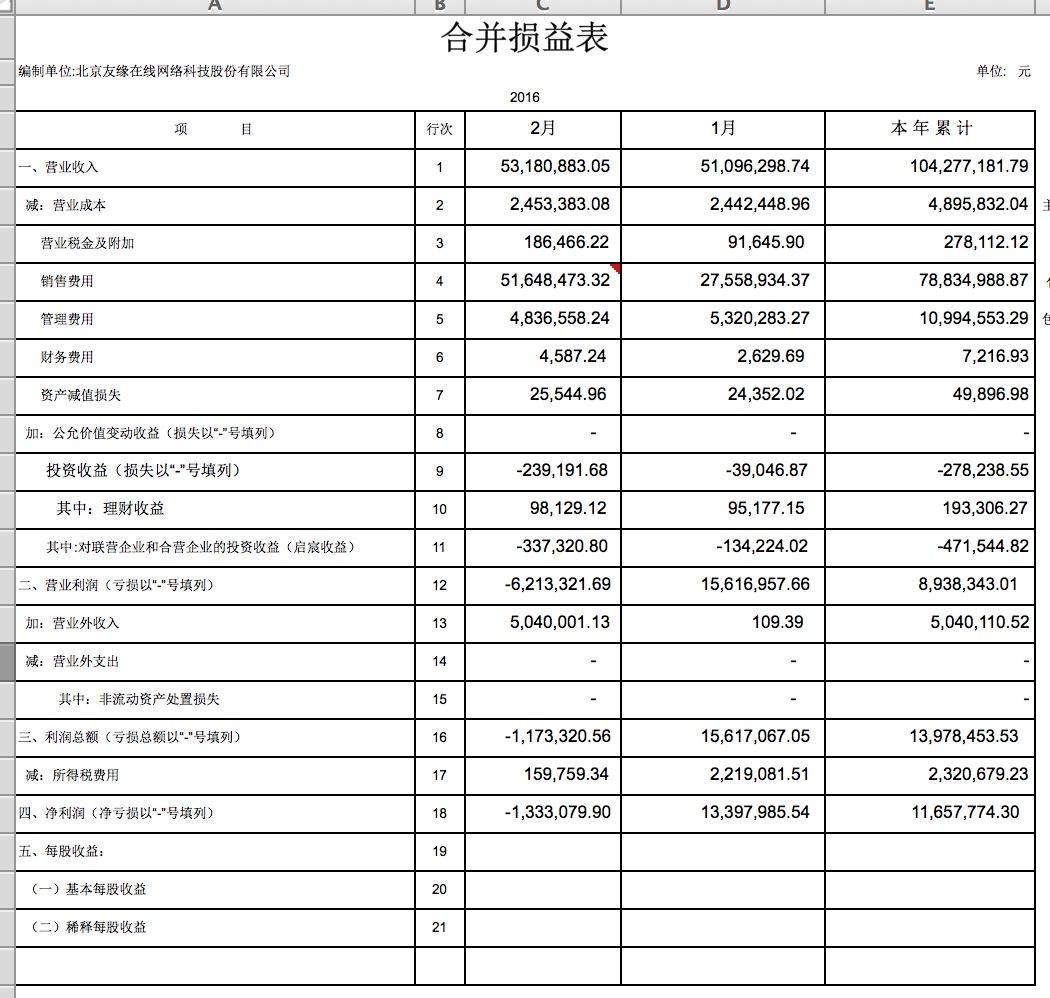 A B C D E
合并损益表
编制单位:北京友缘在线网络科技股份有限公司 单位: 元
2016
项 目 行次 2月 1月 本年累计
一、营业收入 1 53,180,883.05 51,096,298.74 104,277,181.79
减：营业成本 2 2,453,383.08 2,442,448.96 4,895,832.04
营业税金及附加 3 186,466.22 91,645.90 278,112.12
销售费用 4 51,648,473.32 27,558,934.37 78,834,988.87
管理费用 5 4,836,558.24 5,320,283.27 10,994,553.29
财务费用 6 4,587.24 2,629.69 7,216.93
资产减值损失 7 25,544.96 24,352.02 49,896.98
加：公允价值变动收益（损失以“-”号填列） 8 - - -
投资收益（损失以“-”号填列） 9 -239,191.68 -39,046.87 -278,238.55
其中：理财收益 10 98,129.12 95,177.15 193,306.27
其中:对联营企业和合营企业的投资收益（启宸收益） 11 -337,320.80 -134,224.02 -471,544.82
二、营业利润（亏损以“-”号填列） 12 -6,213,321.69 15,616,957.66 8,938,343.01
加：营业外收入 13 5,040,001.13 109.39 5,040,110.52
减：营业外支出 14 - - -
其中：非流动资产处置损失 15 - - -
三、利润总额（亏损总额以“-”号填列） 16 -1,173,320.56 15,617,067.05 13,978,453.53
减：所得税费用 17 159,759.34 2,219,081.51 2,320,679.23
四、净利润（净亏损以“-”号填列） 18 -1,333,079.90 13,397,985.54 11,657,774.30
五、每股收益： 19
（一）基本每股收益 20
（二）稀释每股收益 21